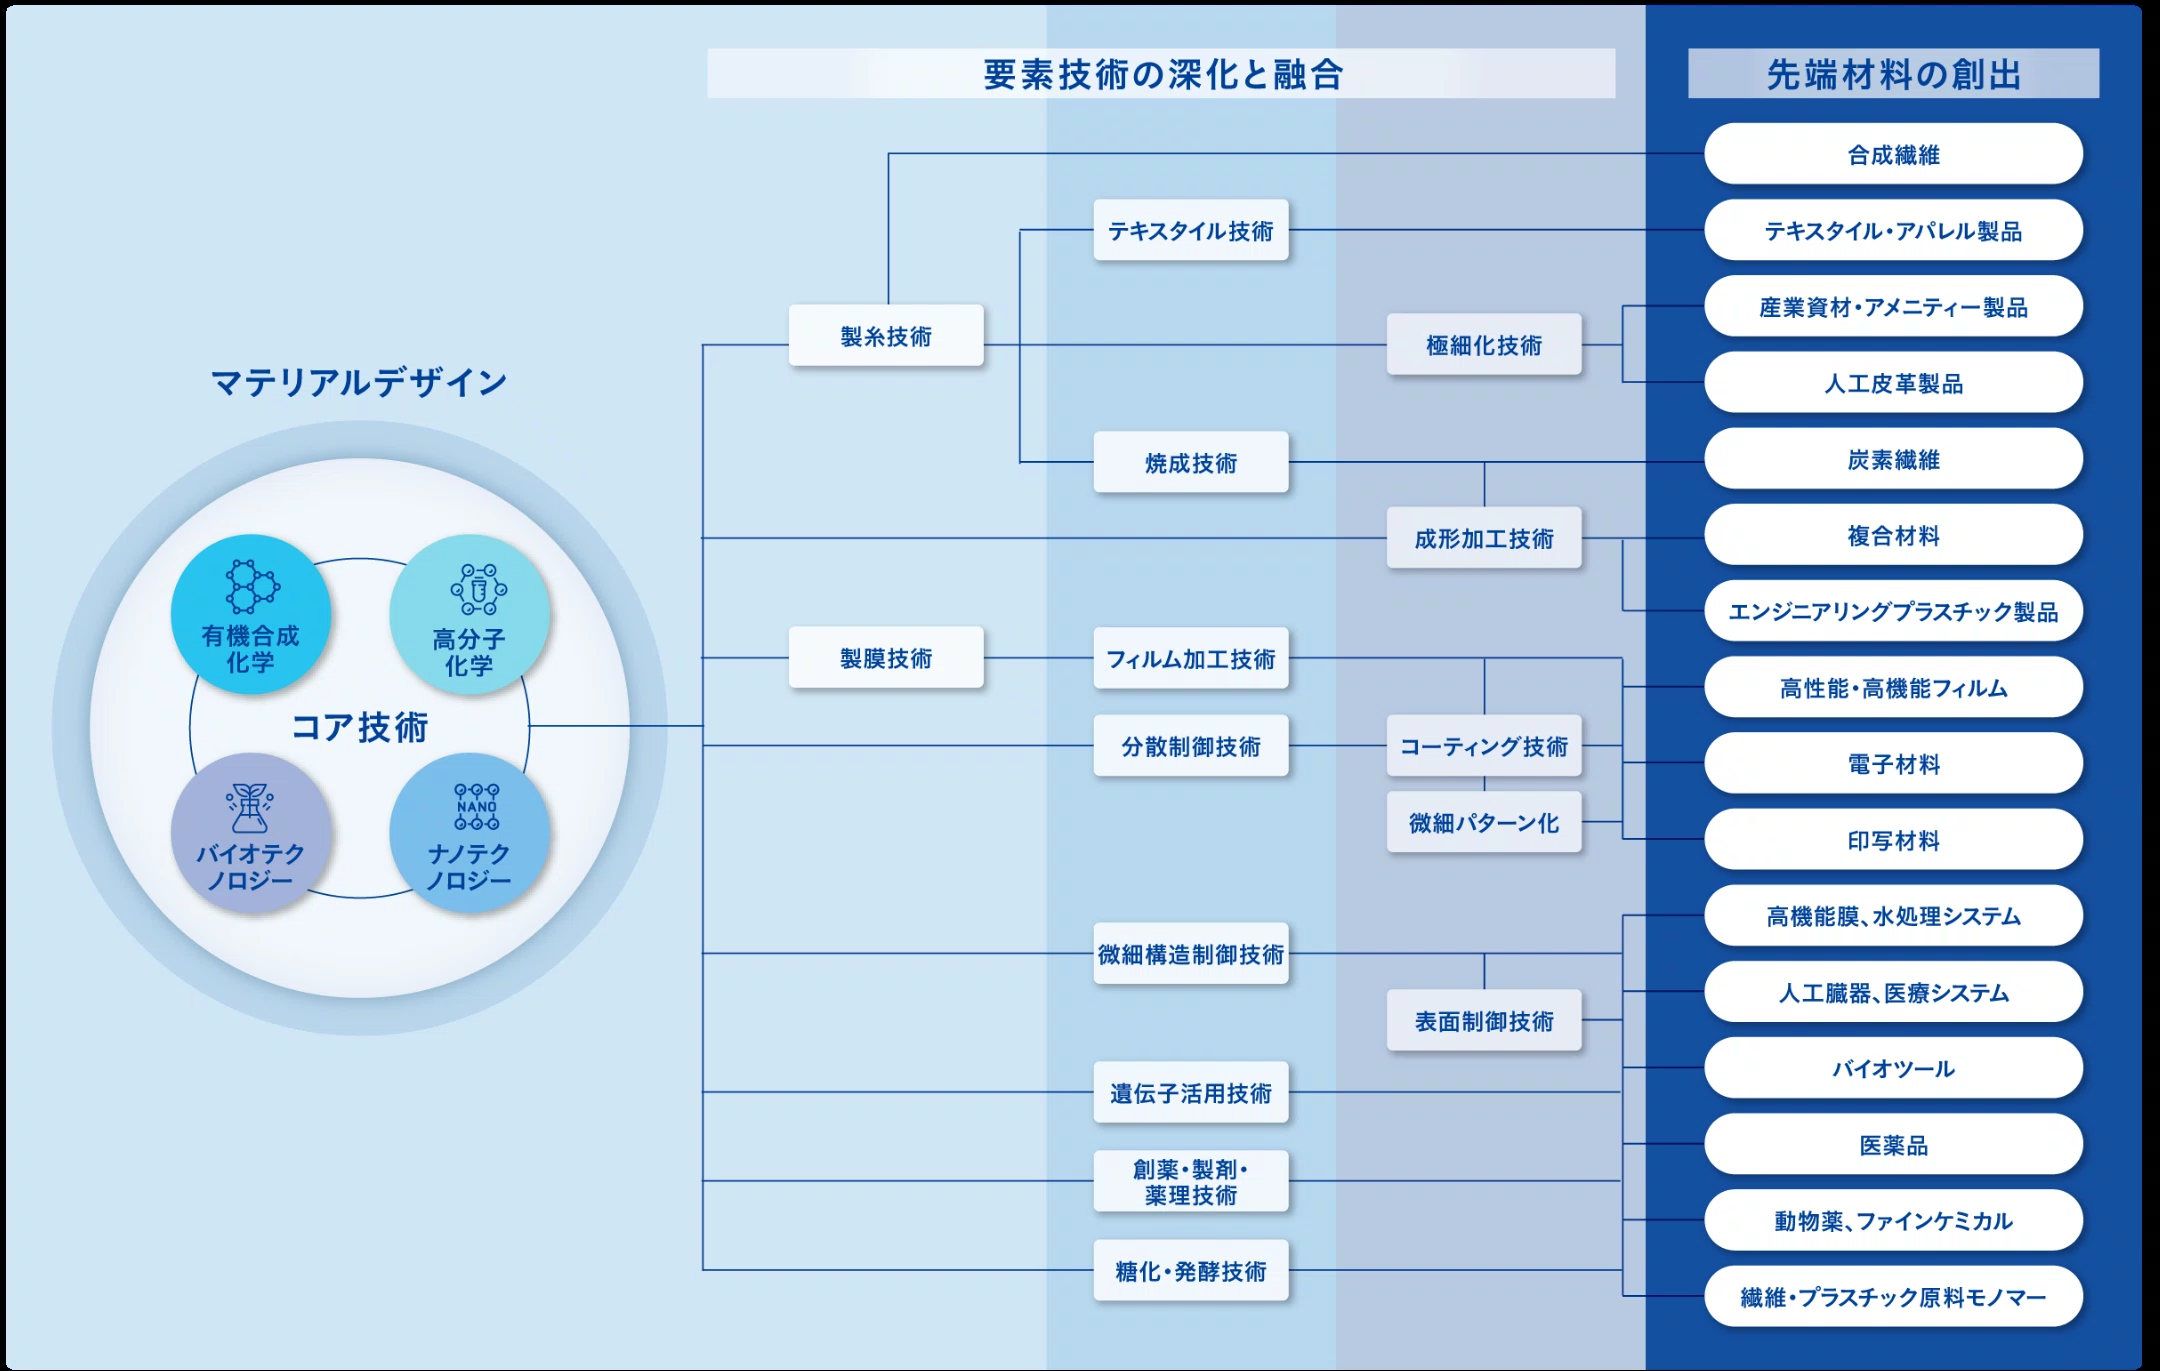 要素技術の深化と融合
先端材料の創出
マテリアルデザイン
有機合成
化学
高分子
化学
コア技術
バイオテク
ノロジー
NANO
ナノテク
ノロジー
製糸技術
製膜技術
テキスタイル技術
焼成技術
フィルム加工技術
分散制御技術
微細構造制御技術
遺伝子活用技術
創薬・製剤・
薬理技術
糖化・発酵技術
極細化技術
成形加工技術
コーティング技術
微細パターン化
表面制御技術
合成繊維
テキスタイル・アパレル製品
産業資材・アメニティー製品
人工皮革製品
炭素繊維
複合材料
エンジニアリングプラスチック製品
高性能・高機能フィルム
電子材料
印写材料
高機能膜、水処理システム
人工臓器、医療システム
バイオツール
医薬品
動物薬、ファインケミカル
繊維・プラスチック原料モノマー